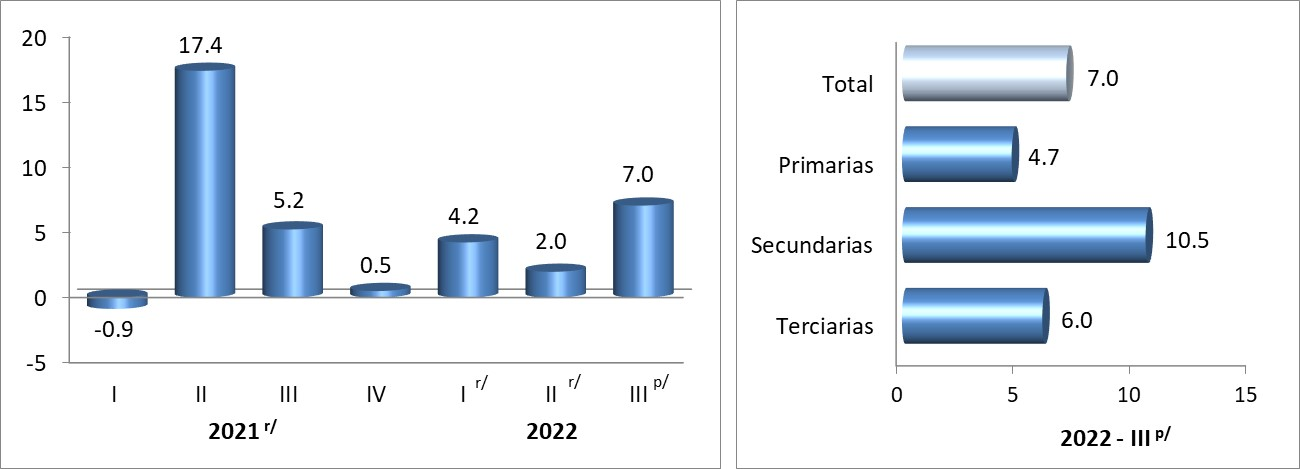 20
15
10
5
0
-5
-0.9
17.4
5.2
0.5
4.2
2.0
7.0
I II III IV I r/ II r/ III p/
2021 r/ 2022
Total 7.0
Primarias 4.7
Secundarias 10.5
Terciarias 6.0
0 5 10 15
2022 - III p/